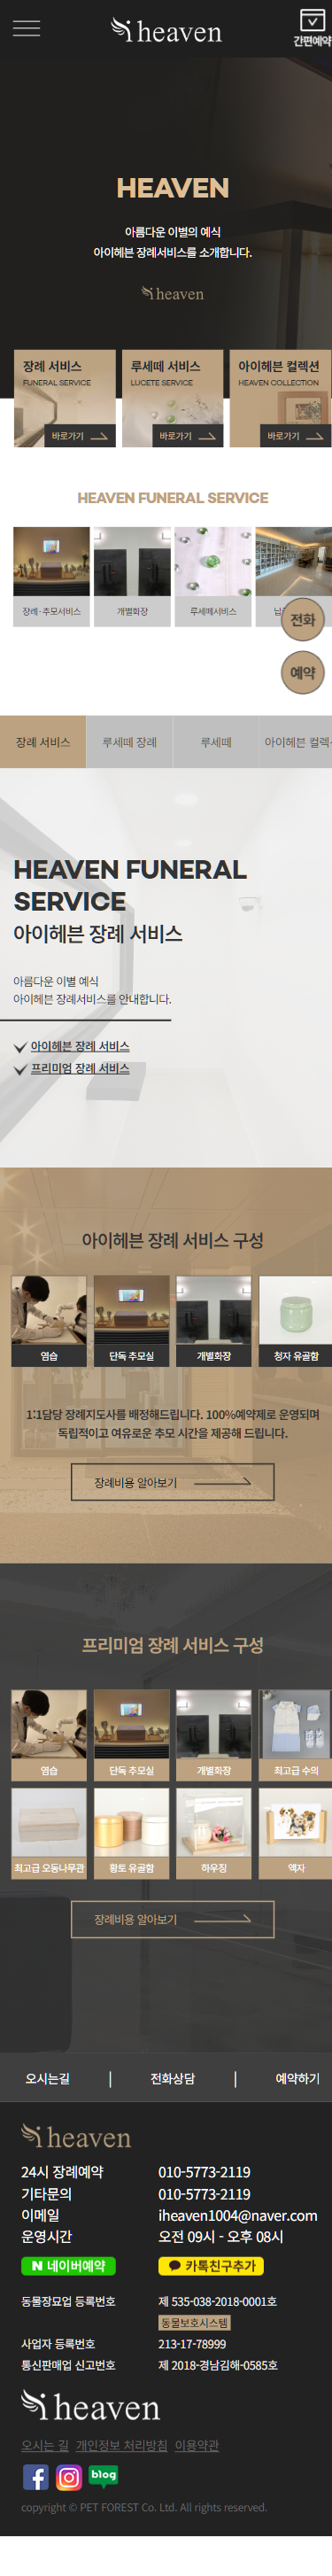 iheaven
간편예약
HEAVEN
아름다운 이별의 예식
아이헤븐 장례서비스를 소개합니다.
iheaven
장례 서비스
FUNERAL SERVICE
바로가기
루세떼 서비스
LUCETE SERVICE
바로가기
아이헤븐 컬렉션
HEAVEN COLLECTION
바로가기
HEAVEN FUNERAL SERVICE
장례·추모서비스
개별화장
루세떼서비스
전화
예약
장례 서비스
루세떼 장례
루세떼
아이헤븐 컬렉
HEAVEN FUNERAL
SERVICE
아이헤븐 장례 서비스
아름다운 이별 예식
아이헤븐 장례서비스를 안내합니다.
아이헤븐 장례 서비스
프리미엄 장례 서비스
아이헤븐 장례 서비스 구성
염습
단독 추모실
개별화장
청자 유골함
1:1담당 장례지도사를 배정해드립니다. 100%예약제로 운영되며
독립적이고 여유로운 추모 시간을 제공해 드립니다.
장례비용 알아보기
프리미엄 장례 서비스 구성
염습
단독 추모실
개별화장
최고급 수의
최고급 오동나무관
황토 유골함
하우징
액자
장례비용 알아보기
오시는길
전화상담
예약하기
iheaven
24시 장례예약 010-5773-2119
기타문의 010-5773-2119
이메일 iheaven1004@naver.com
운영시간 오전 09시 - 오후 08시
N 네이버예약
카톡친구추가
동물장묘업 등록번호 제 535-038-2018-0001호
동물보호시스템
사업자 등록번호 213-17-78999
통신판매업 신고번호 제 2018-경남김해-0585호
iheaven
오시는 길 개인정보 처리방침 이용약관
blog
copyright © PET FOREST Co. Ltd. All rights reserved.